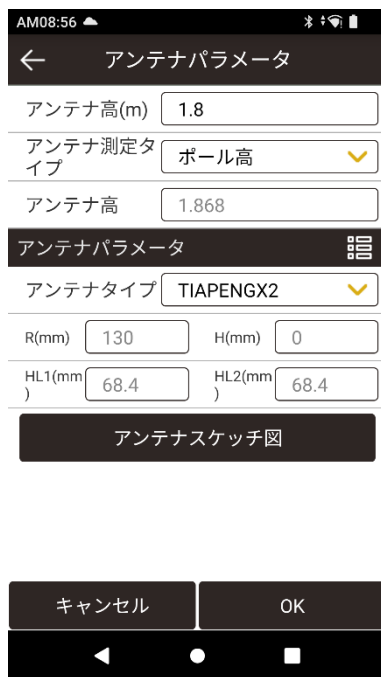 AM08:56
アンテナパラメータ
アンテナ高(m) 1.8
アンテナ測定タ
イプ
ポール高
アンテナ高 1.868
アンテナパラメータ
アンテナタイプ TIAPENGX2
R(mm) 130 H(mm) 0
HL1(mm
)
68.4
HL2(mm
)
68.4
アンテナスケッチ図
キャンセル OK